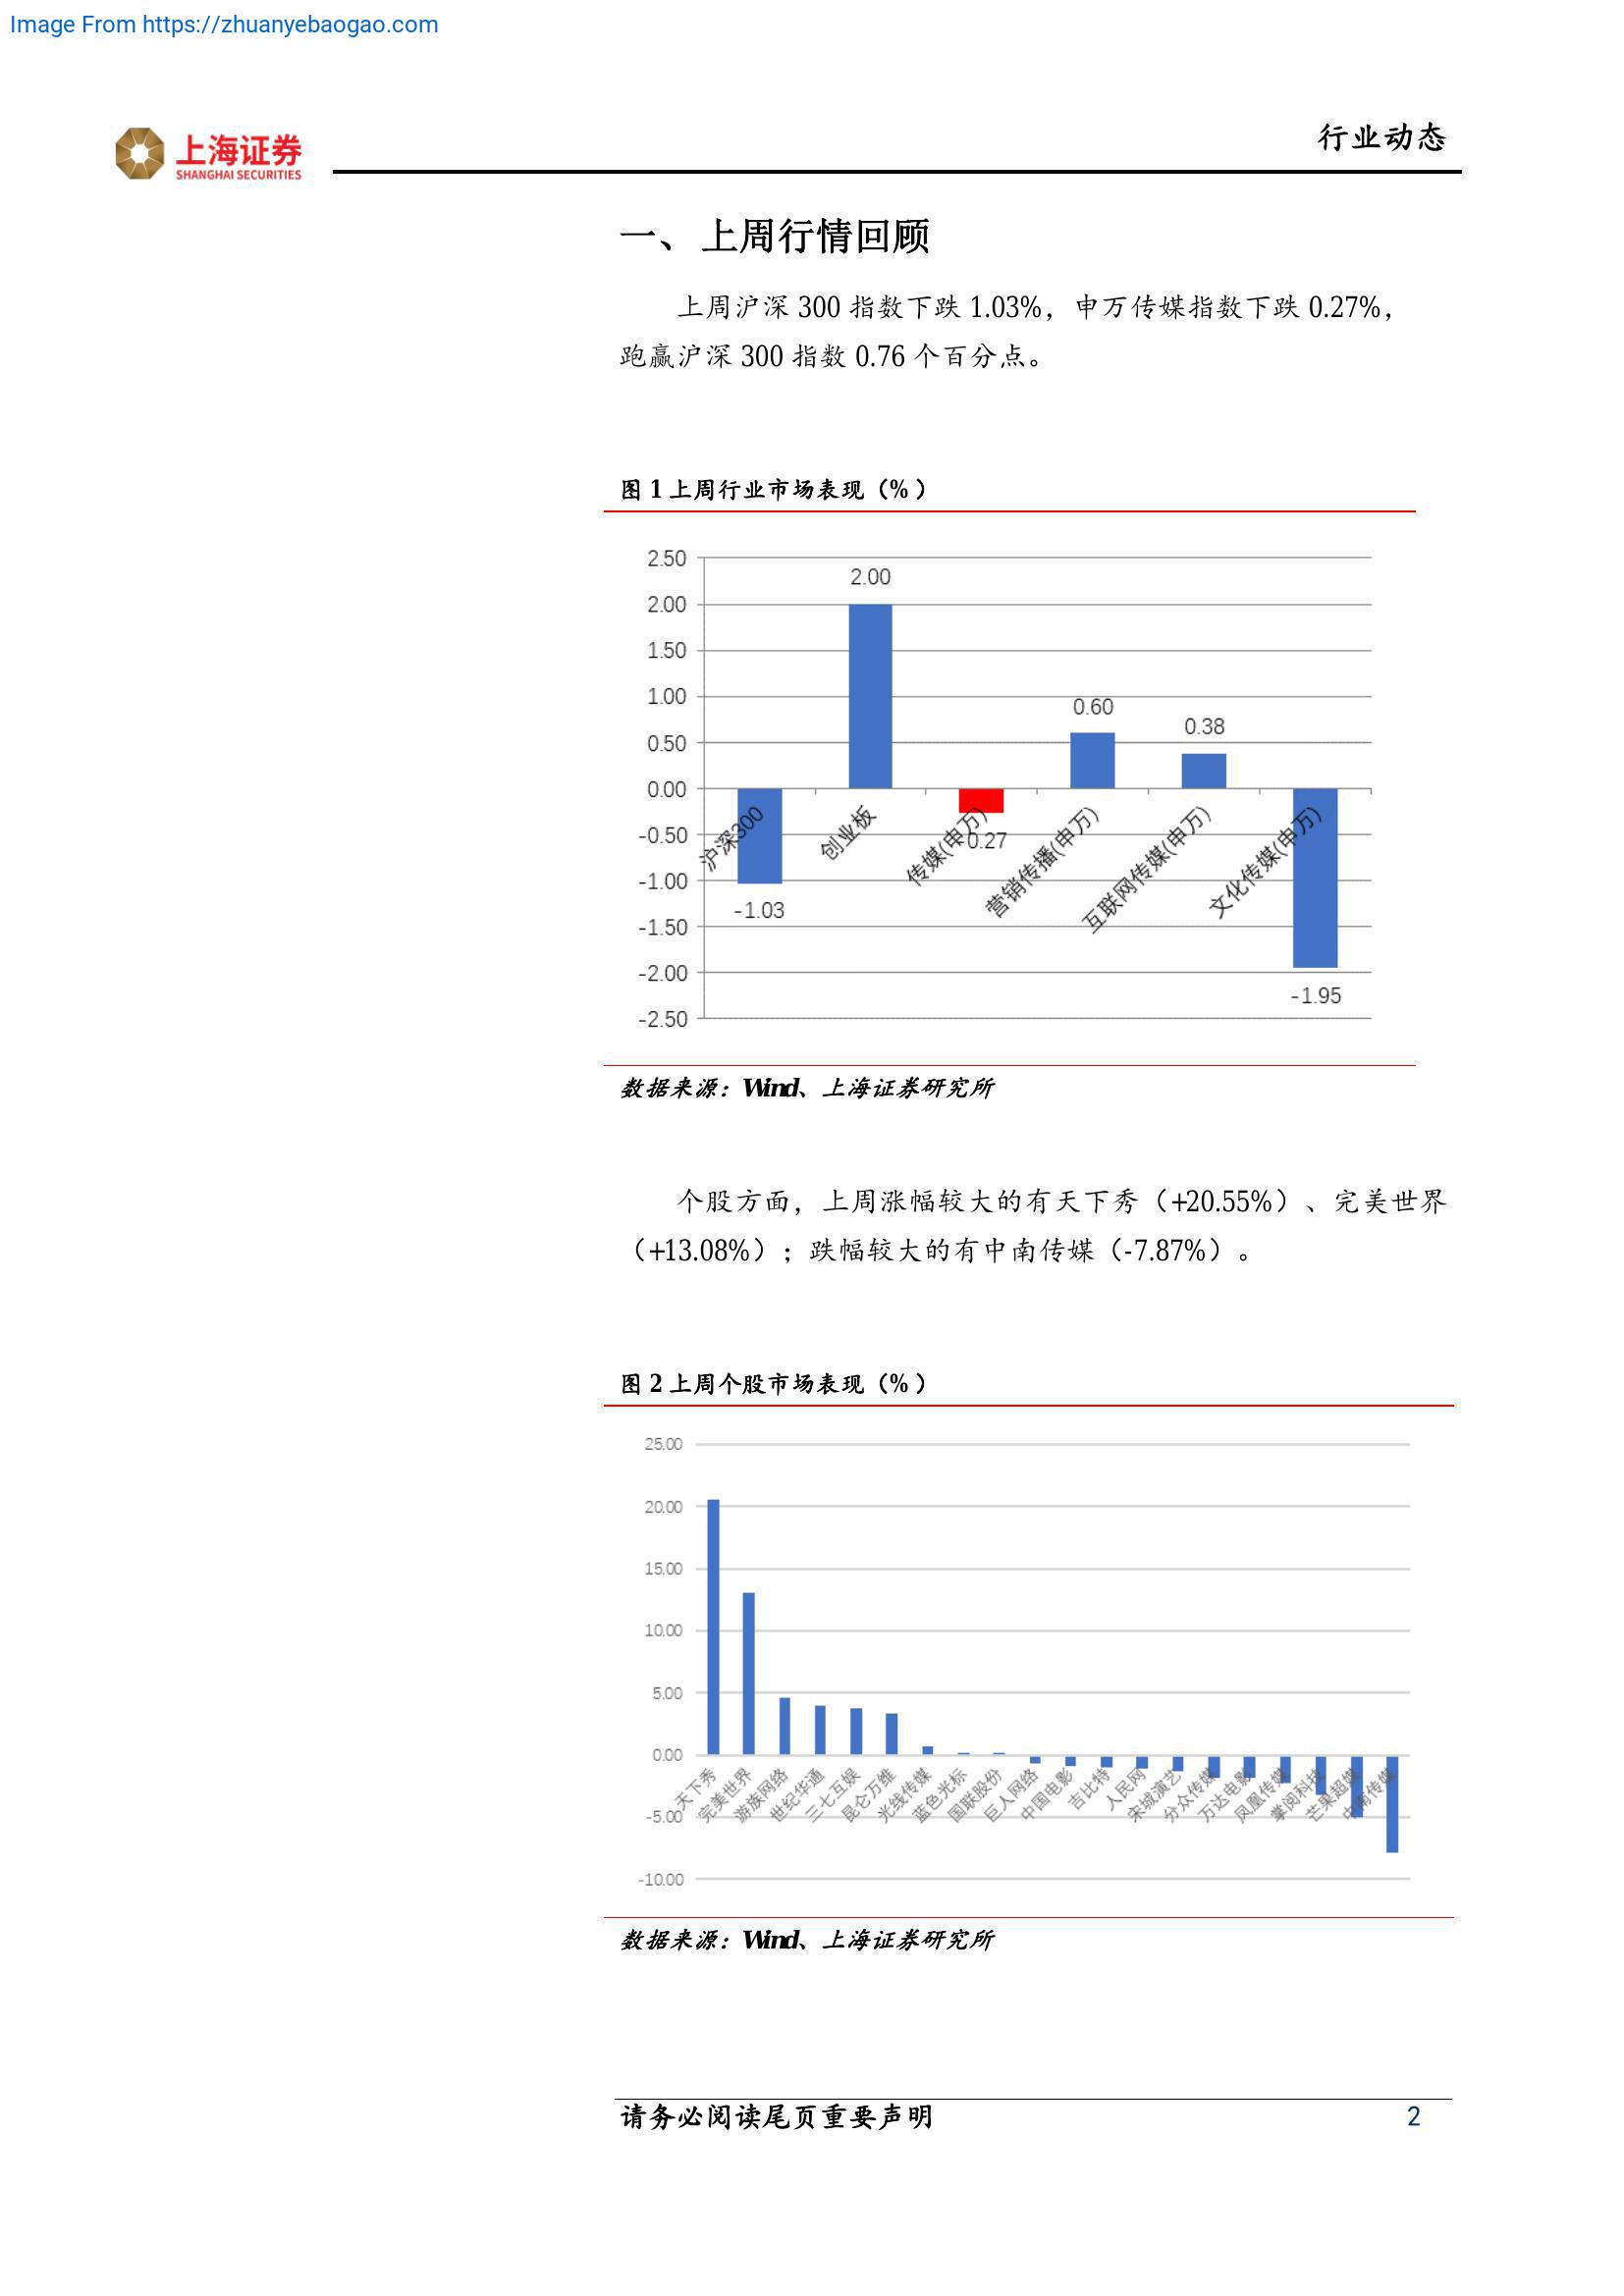 Image From https://zhuanyebaogao.com
上海证券
SHANGHAI SECURITIES
行业动态
一、 上周行情回顾
上周沪深 300 指数下跌 1.03%，申万传媒指数下跌 0.27%，
跑赢沪深 300 指数 0.76 个百分点。
图 1 上周行业市场表现（%）
2.50
2.00
1.50
1.00
0.50
0.00
-0.50
-1.00
-1.50
-2.00
-2.50
-1.03
2.00
-0.27
0.60
0.38
-1.95
沪深300
创业板
传媒(申万)
营销传播(申万)
互联网传媒(申万)
文化传媒(申万)
数据来源：Wind、上海证券研究所
个股方面，上周涨幅较大的有天下秀（+20.55%）、完美世界
（+13.08%）；跌幅较大的有中南传媒（-7.87%）。
图 2 上周个股市场表现（%）
25.00
20.00
15.00
10.00
5.00
0.00
-5.00
-10.00
天下秀
完美世界
游族网络
世纪华通
三七互娱
昆仑万维
光线传媒
蓝色光标
国联股份
巨人网络
中国电影
吉比特
人民网
宋城演艺
分众传媒
万达电影
凤凰传媒
掌阅科技
芒果超媒
中南传媒
数据来源：Wind、上海证券研究所
请务必阅读尾页重要声明
2